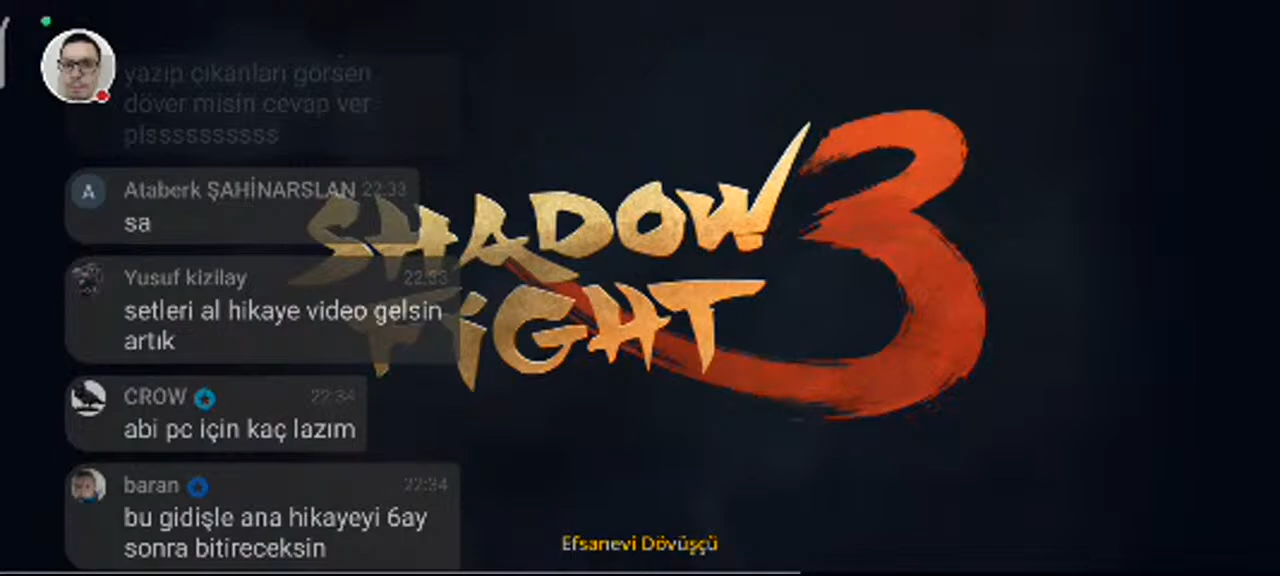 yazıp çıkanları görsen
döver misin cevap ver
plssssssssss
A
Ataberk ŞAHİNARSLAN 22:33
sa
Yusuf kizilay 22:33
setleri al hikaye video gelsin
artık
CROW 22:34
abi pc için kaç lazım
baran 22:34
bu gidişle ana hikayeyi 6ay
sonra bitireceksin
SHADOW
FIGHT
3
Efsanevi Dövüşçü